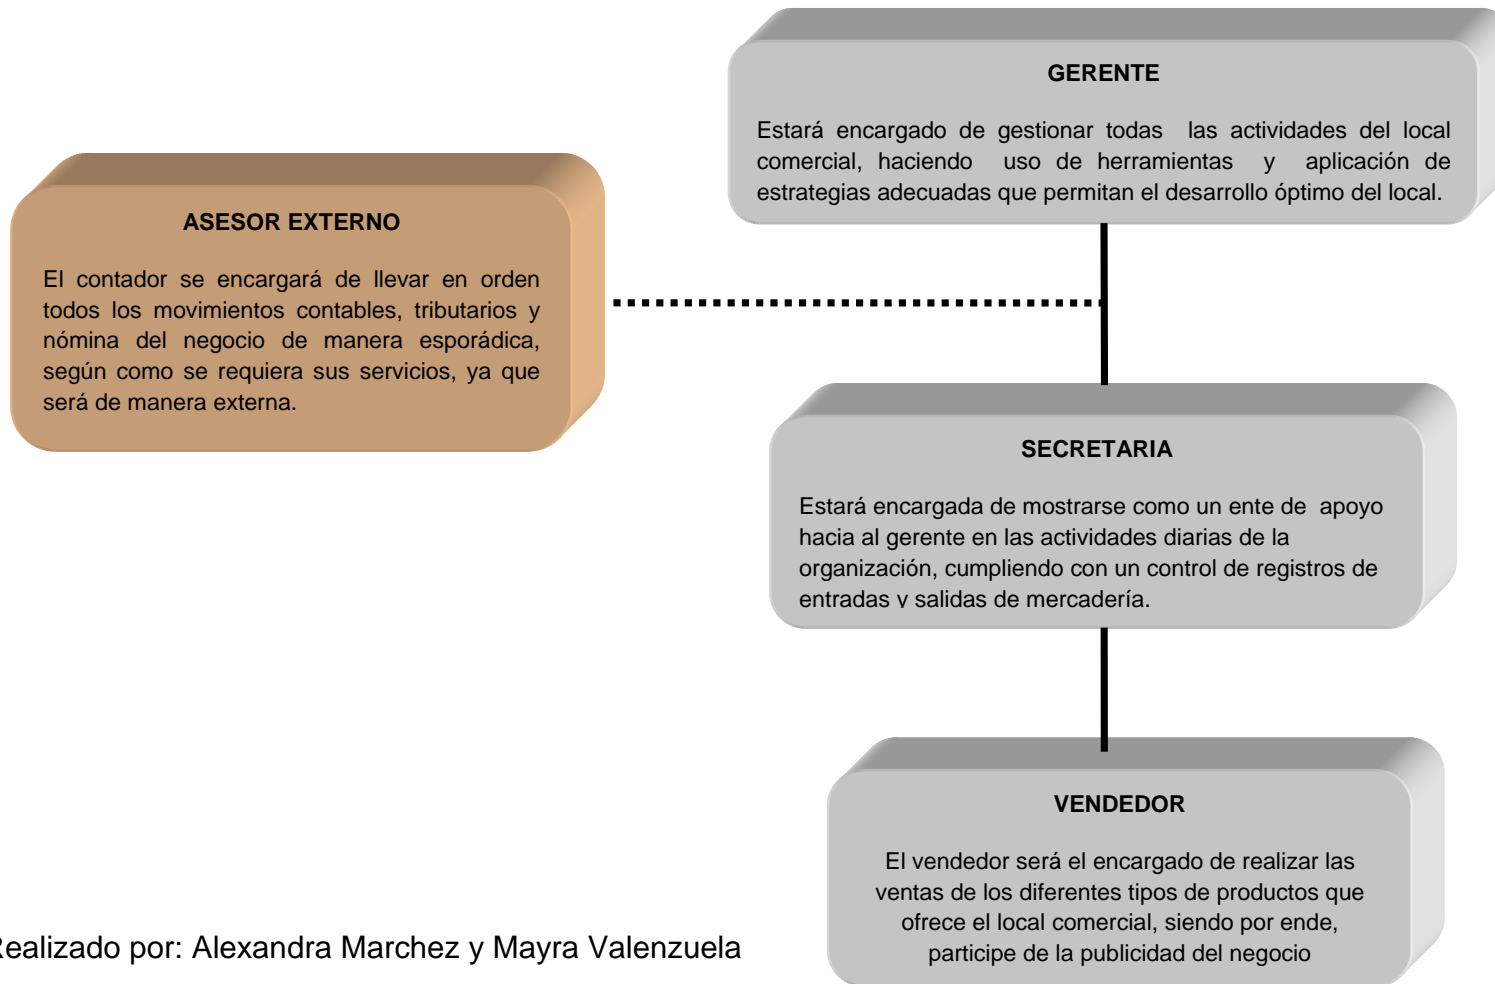 GERENTE
Estará encargado de gestionar todas las actividades del local
comercial, haciendo uso de herramientas y aplicación de
estrategias adecuadas que permitan el desarrollo óptimo del local.
ASESOR EXTERNO
El contador se encargará de llevar en orden
todos los movimientos contables, tributarios y
nómina del negocio de manera esporádica,
según como se requiera sus servicios, ya que
será de manera externa.
SECRETARIA
Estará encargada de mostrarse como un ente de apoyo
hacia al gerente en las actividades diarias de la
organización, cumpliendo con un control de registros de
entradas y salidas de mercadería.
VENDEDOR
El vendedor será el encargado de realizar las
ventas de los diferentes tipos de productos que
ofrece el local comercial, siendo por ende,
participe de la publicidad del negocio
Realizado por: Alexandra Marchez y Mayra Valenzuela